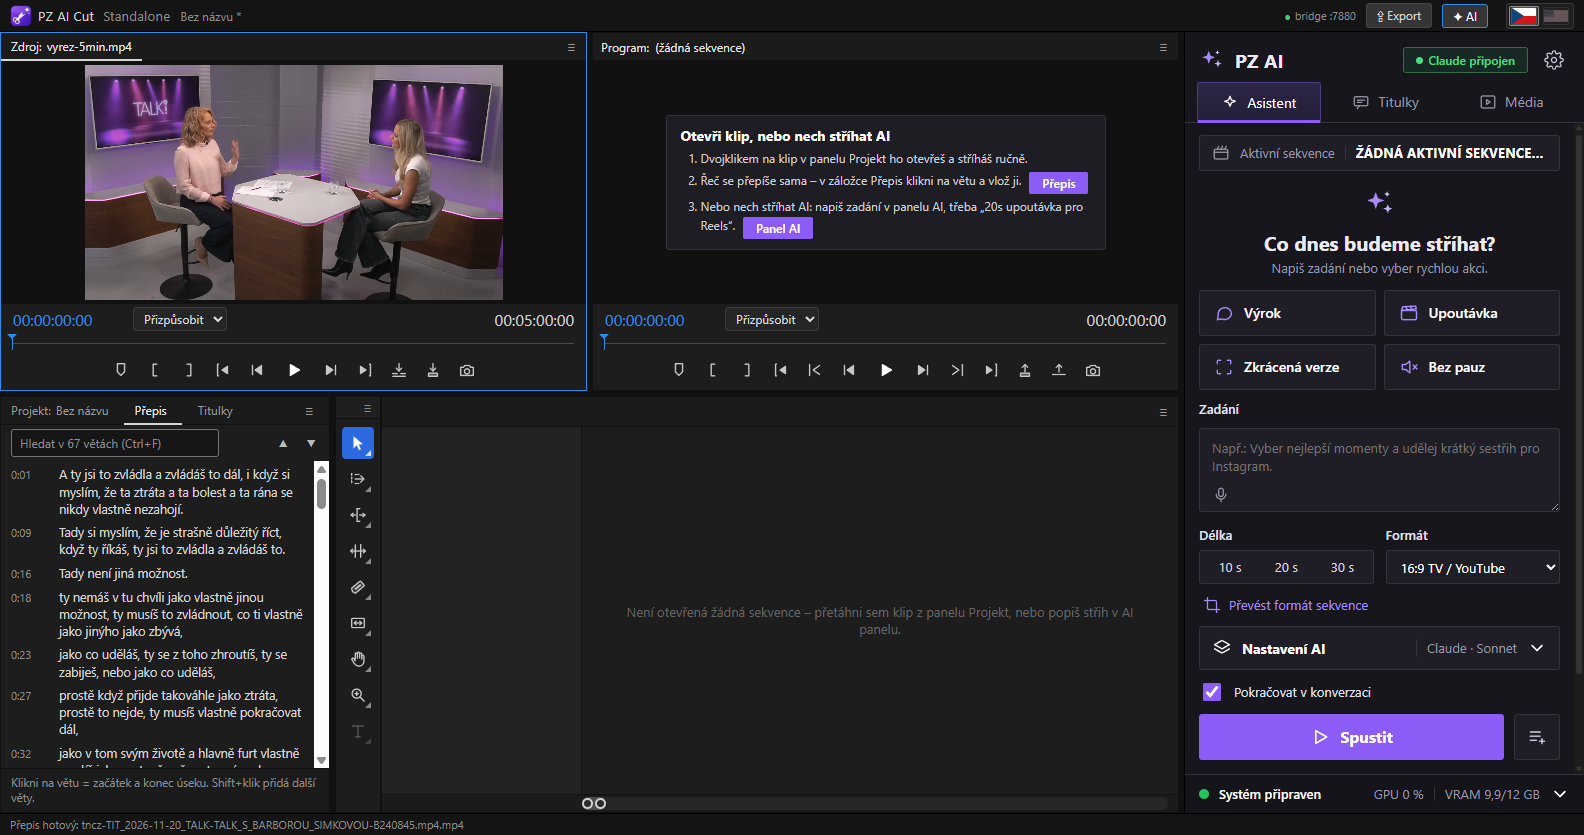 PZ AI Cut Standalone Bez názvu *
bridge :7880 Export AI
Zdroj: vyrez-5min.mp4
TALK!
00:00:00:00 Přizpůsobit 00:05:00:00
Program: (žádná sekvence)
Otevři klip, nebo nech stříhat AI
1. Dvojklikem na klip v panelu Projekt ho otevřeš a stříháš ručně.
2. Řeč se přepíše sama – v záložce Přepis klikni na větu a vlož ji. Přepis
3. Nebo nech stříhat AI: napiš zadání v panelu AI, třeba „20s upoutávka pro
Reels“. Panel AI
00:00:00:00 Přizpůsobit 00:00:00:00
Projekt: Bez názvu Přepis Titulky
Hledat v 67 větách (Ctrl+F)
0:01 A ty jsi to zvládla a zvládáš to dál, i když si
myslím, že ta ztráta a ta bolest a ta rána se
nikdy vlastně nezahojí.
0:09 Tady si myslím, že je strašně důležitý říct,
když ty říkáš, ty jsi to zvládla a zvládáš to.
0:16 Tady není jiná možnost.
0:18 ty nemáš v tu chvíli jako vlastně jinou
možnost, ty musíš to zvládnout, co ti vlastně
jako jinýho jako zbývá,
0:23 jako co uděláš, ty se z toho zhroutíš, ty se
zabiješ, nebo jako co uděláš,
0:27 prostě když přijde takováhle jako ztráta,
prostě to nejde, ty musíš vlastně pokračovat
dál,
0:32 jako v tom svým životě a hlavně furt vlastně
Klikni na větu = začátek a konec úseku. Shift+klik přidá další
věty.
Není otevřená žádná sekvence – přetáhni sem klip z panelu Projekt, nebo popiš střih v AI
panelu.
PZ AI Claude připojen
Asistent Titulky Média
Aktivní sekvence ŽÁDNÁ AKTIVNÍ SEKVENCE...
Co dnes budeme stříhat?
Napiš zadání nebo vyber rychlou akci.
Výrok Upoutávka
Zkrácená verze Bez pauz
Zadání
Např.: Vyber nejlepší momenty a udělej krátký sestřih pro
Instagram.
Délka Formát
10 s 20 s 30 s 16:9 TV / YouTube
Převést formát sekvence
Nastavení AI Claude · Sonnet
Pokračovat v konverzaci
Spustit
Systém připraven GPU 0 % VRAM 9,9/12 GB
Přepis hotový: tncz-TIT_2026-11-20_TALK-TALK_S_BARBOROU_SIMKOVOU-B240845.mp4.mp4